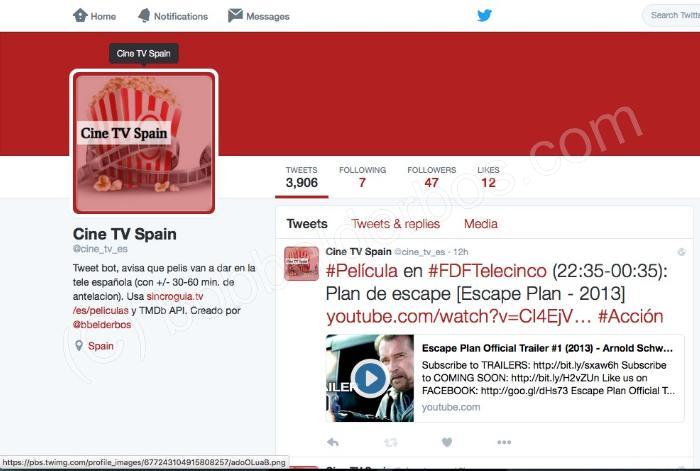 Home
Notifications
Messages
Search Twitte
Cine TV Spain
Cine TV Spain
TWEETS
3,906
FOLLOWING
7
FOLLOWERS
47
LIKES
12
Cine TV Spain
@cine_tv_es
Tweet bot, avisa que pelis van a dar en la
tele española (con +/- 30-60 min. de
antelacion). Usa sincroguia.tv
/es/peliculas y TMDb API. Creado por
@bbelderbos
Spain
Tweets
Tweets & replies
Media
Cine TV Spain @cine_tv_es · 12h
#Película en #FDFTelecinco (22:35-00:35):
Plan de escape [Escape Plan - 2013]
youtube.com/watch?v=CI4EjV… #Acción
Escape Plan Official Trailer #1 (2013) - Arnold Schw...
Subscribe to TRAILERS: http://bit.ly/sxaw6h Subscribe
to COMING SOON: http://bit.ly/H2vZUn Like us on
FACEBOOK: http://goo.gl/dHs73 Escape Plan Official T...
youtube.com
https://pbs.twimg.com/profile_images/677243104915808257/adoOLuaB.png
(c) bobbelderbos.com